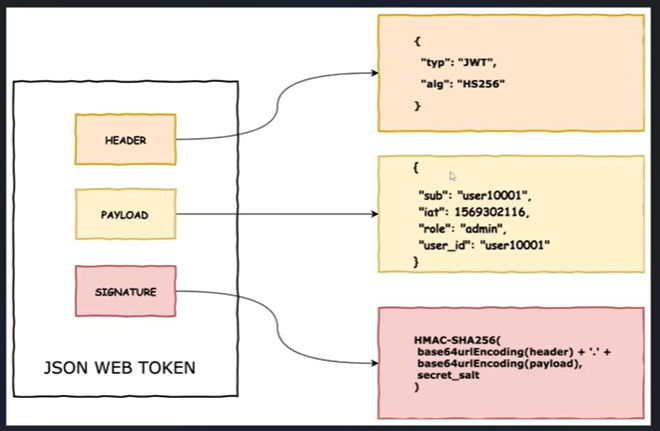 HEADER
PAYLOAD
SIGNATURE
JSON WEB TOKEN
{
"typ": "JWT",
"alg": "HS256"
}
{
"sub": "user10001",
"iat": 1569302116,
"role": "admin",
"user_id": "user10001"
}
HMAC-SHA256(
base64urlEncoding(header) + '.' +
base64urlEncoding(payload),
secret_salt
)